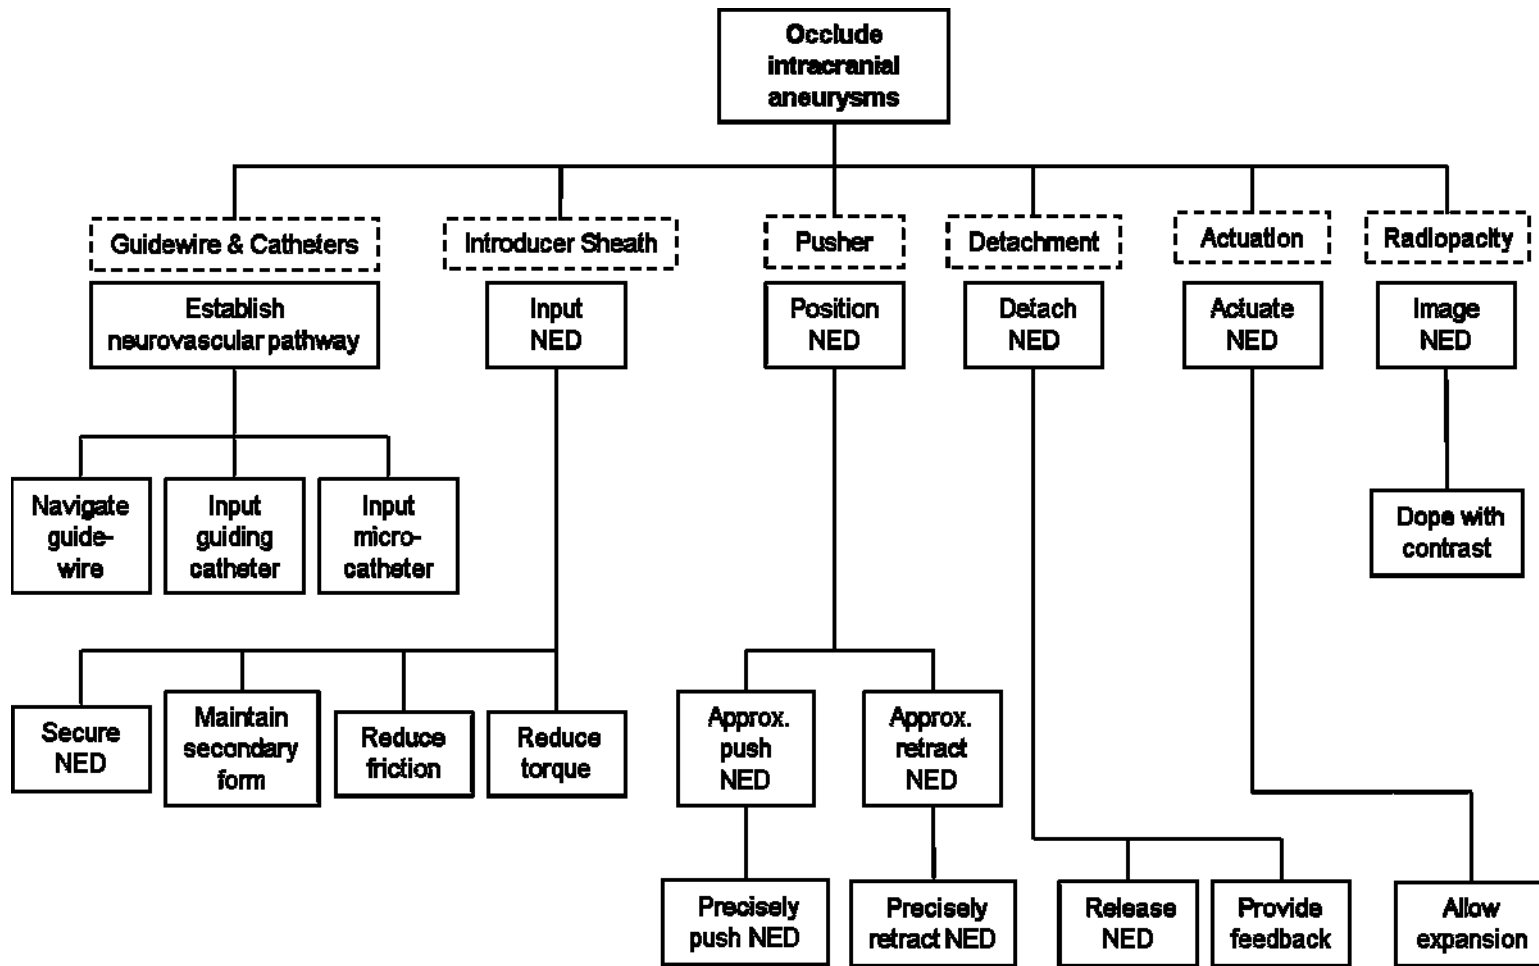 Occlude
intracranial
aneurysms
Guidewire & Catheters
Introducer Sheath
Pusher
Detachment
Actuation
Radiopacity
Establish
neurovascular pathway
Input
NED
Position
NED
Detach
NED
Actuate
NED
Image
NED
Navigate
guide-
wire
Input
guiding
catheter
Input
micro-
catheter
Dope with
contrast
Secure
NED
Maintain
secondary
form
Reduce
friction
Reduce
torque
Approx.
push
NED
Approx.
retract
NED
Precisely
push NED
Precisely
retract NED
Release
NED
Provide
feedback
Allow
expansion